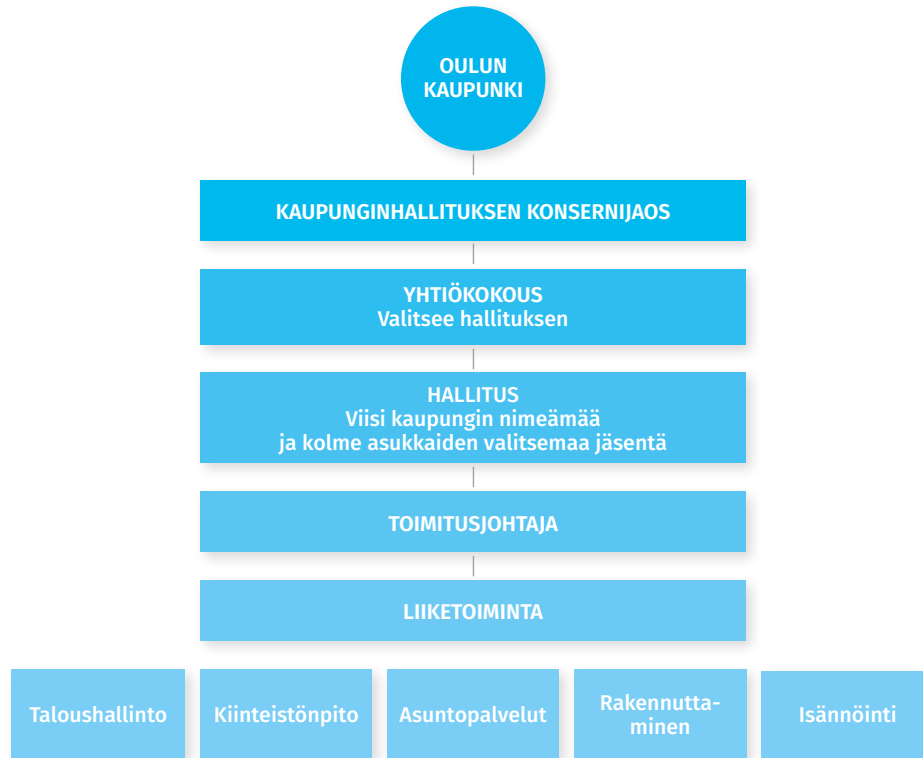 OULUN
KAUPUNKI
KAUPUNGINHALLITUKSEN KONSERNIJAOS
YHTIÖKOKOUS
Valitsee hallituksen
HALLITUS
Viisi kaupungin nimeämää
ja kolme asukkaiden valitsemaa jäsentä
TOIMITUSJOHTAJA
LIIKETOIMINTA
Taloushallinto
Kiinteistönpito
Asuntopalvelut
Rakennutta-
minen
Isännöinti